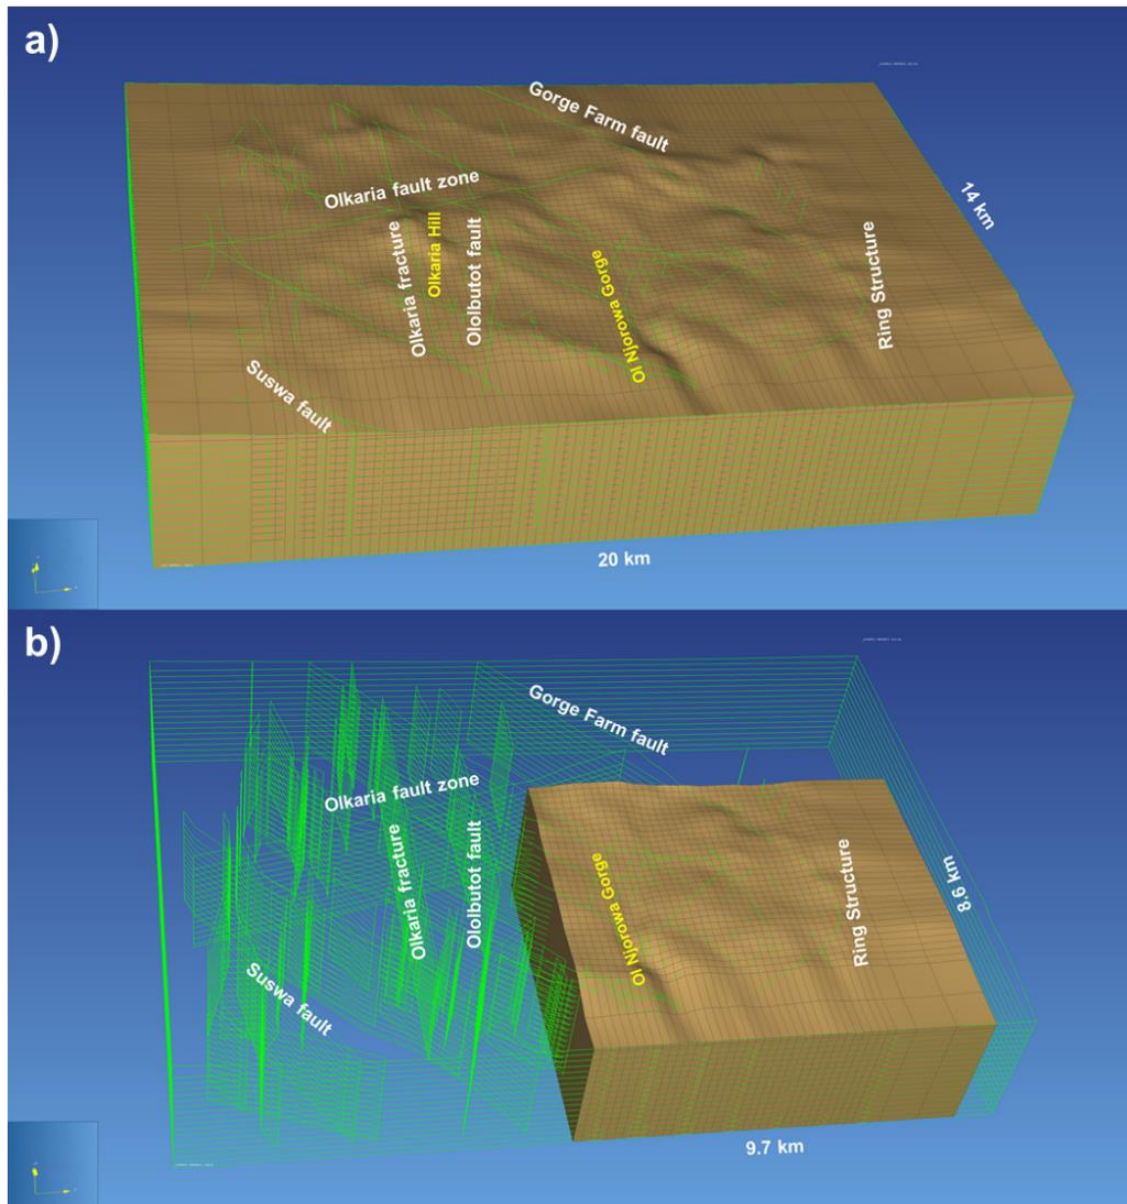 a)
Gorge Farm fault
Olkaria fault zone
14 km
Olkaria fracture
Olkaria Hill
Ololbutot fault
Ol Njorowa Gorge
Ring Structure
Suswa fault
20 km
b)
Gorge Farm fault
Olkaria fault zone
Olkaria fracture
Ololbutot fault
Ol Njorowa Gorge
Ring Structure
8.6 km
Suswa fault
9.7 km